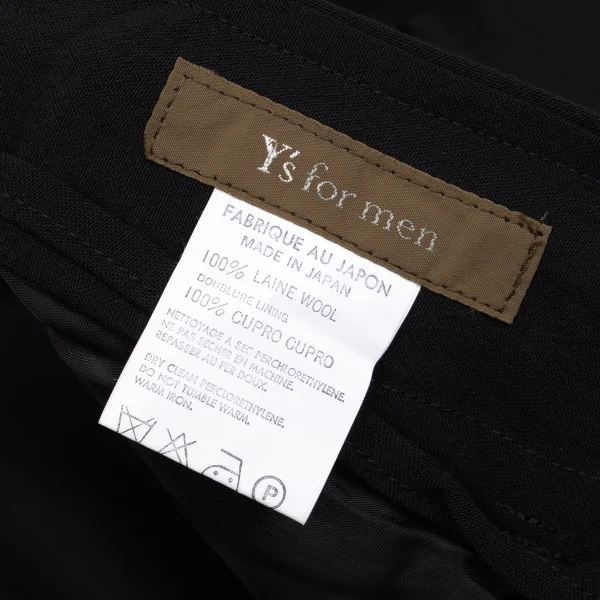 Y's for men
FABRIQUE AU JAPON
MADE IN JAPAN
100% LAINE WOOL
DOUBLURE LINING
100% CUPRO CUPRO
NETTOYAGE A SEC PERCHLORETHYLENE.
NE PAS SÉCHER EN MACHINE.
REPASSER AU FER DOUX.
DRY CLEAN PERCLORETHYLENE.
DO NOT TUMBLE WARM.
WARM IRON.
P